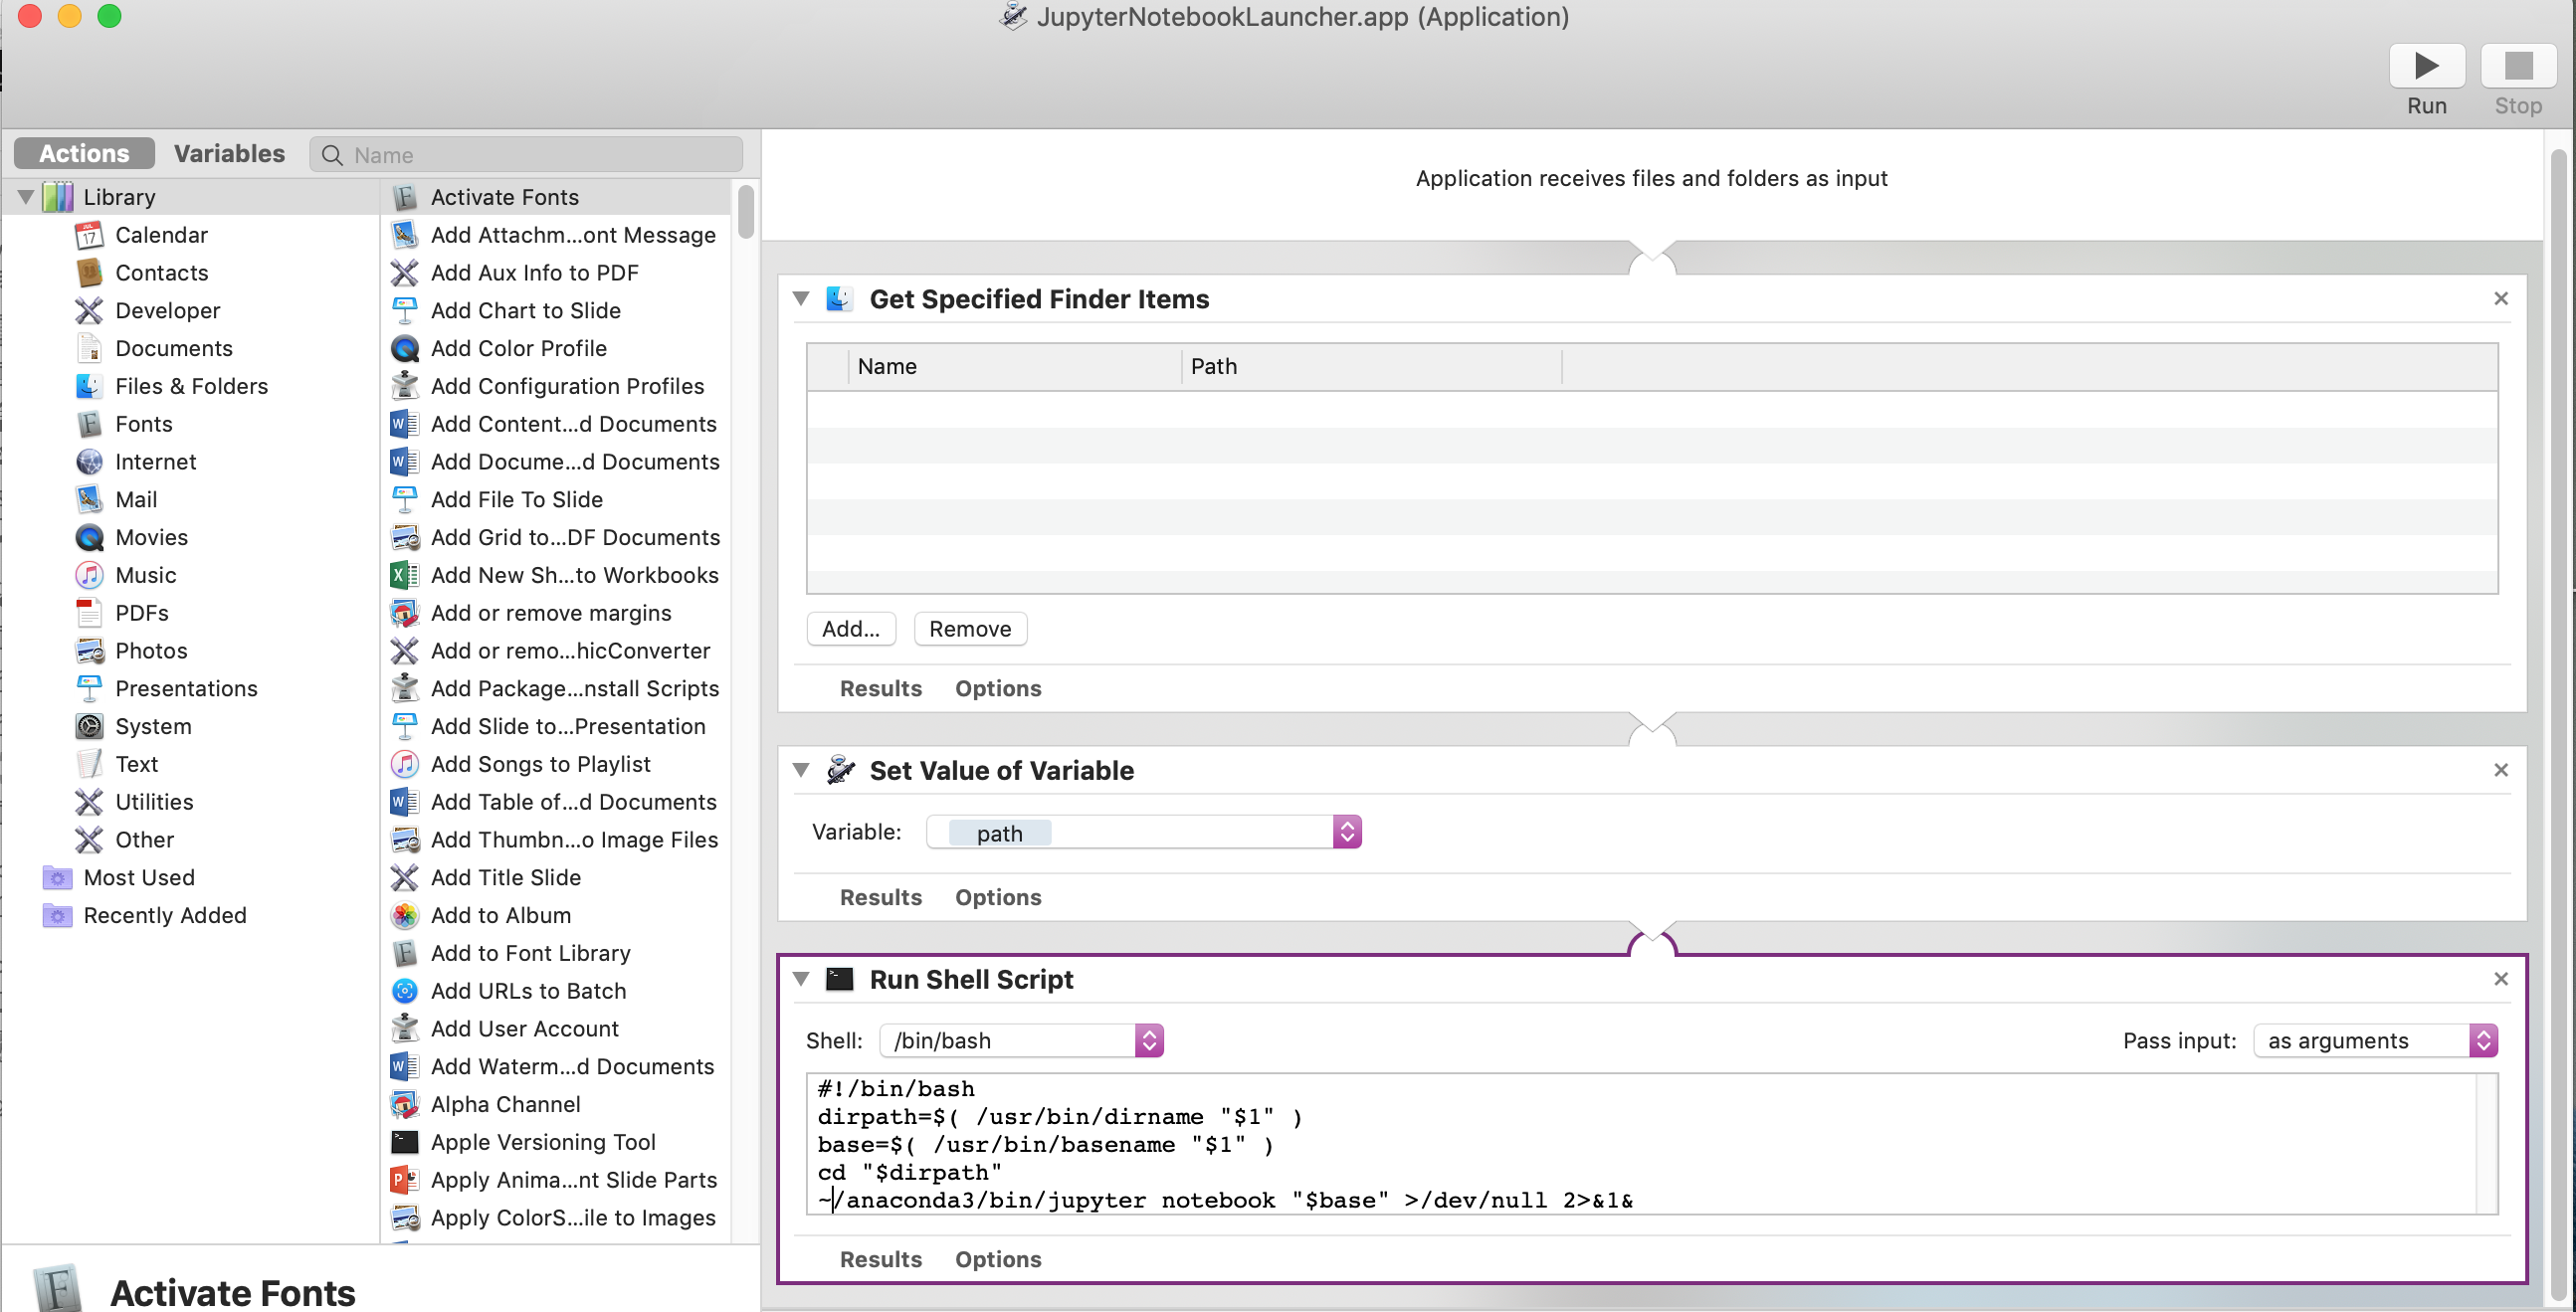 JupyterNotebookLauncher.app (Application)
Run
Stop
Actions
Variables
Name
Library
Calendar
Contacts
Developer
Documents
Files & Folders
Fonts
Internet
Mail
Movies
Music
PDFs
Photos
Presentations
System
Text
Utilities
Other
Most Used
Recently Added
Activate Fonts
Add Attachm...ont Message
Add Aux Info to PDF
Add Chart to Slide
Add Color Profile
Add Configuration Profiles
Add Content...d Documents
Add Docume...d Documents
Add File To Slide
Add Grid to...DF Documents
Add New Sh...to Workbooks
Add or remove margins
Add or remo...hicConverter
Add Package...nstall Scripts
Add Slide to...Presentation
Add Songs to Playlist
Add Table of...d Documents
Add Thumbn...o Image Files
Add Title Slide
Add to Album
Add to Font Library
Add URLs to Batch
Add User Account
Add Waterm...d Documents
Alpha Channel
Apple Versioning Tool
Apply Anima...nt Slide Parts
Apply ColorS...ile to Images
Activate Fonts
Application receives files and folders as input
Get Specified Finder Items
Name Path
Add... Remove
Results Options
Set Value of Variable
Variable: path
Results Options
Run Shell Script
Shell: /bin/bash Pass input: as arguments
#!/bin/bash
dirpath=$( /usr/bin/dirname "$1" )
base=$( /usr/bin/basename "$1" )
cd "$dirpath"
~/anaconda3/bin/jupyter notebook "$base" >/dev/null 2>&1&
Results Options